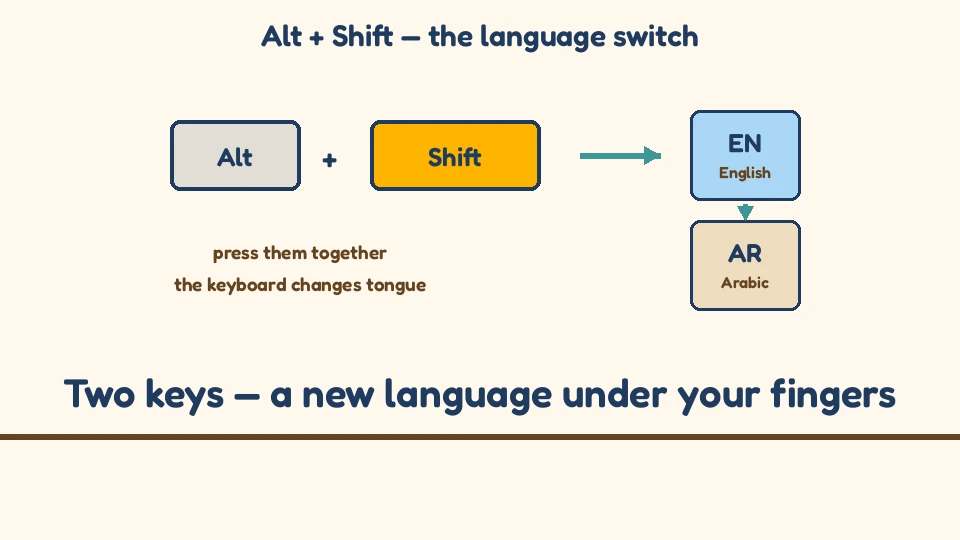 Alt + Shift — the language switch
Alt + Shift
EN
English
AR
Arabic
press them together
the keyboard changes tongue
Two keys — a new language under your fingers